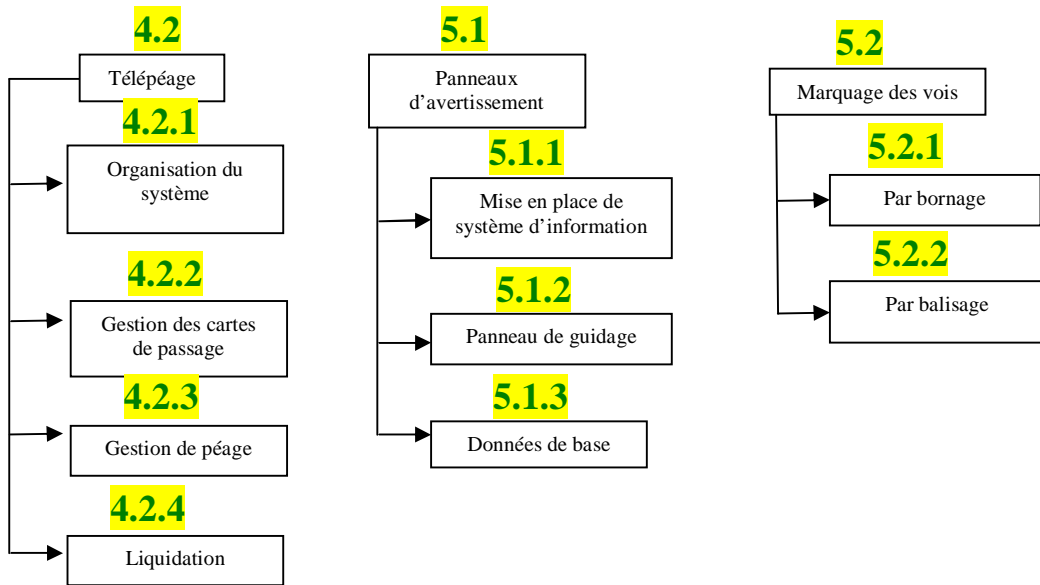 4.2
Télépéage
4.2.1
Organisation du
système
4.2.2
Gestion des cartes
de passage
4.2.3
Gestion de péage
4.2.4
Liquidation
5.1
Panneaux
d’avertissement
5.1.1
Mise en place de
système d’information
5.1.2
Panneau de guidage
5.1.3
Données de base
5.2
Marquage des vois
5.2.1
Par bornage
5.2.2
Par balisage